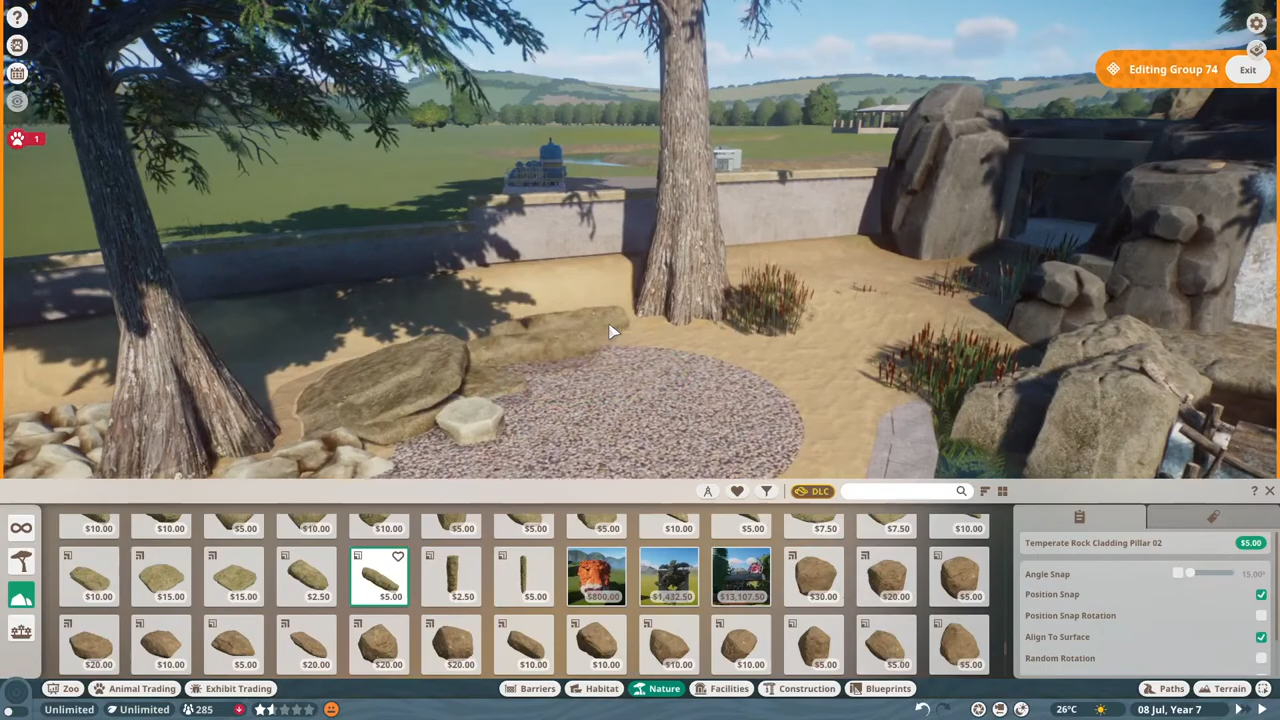 ?
Editing Group 74
Exit
1
DLC
?
$10.00 $10.00 $5.00 $10.00 $10.00 $5.00 $5.00 $5.00 $10.00 $5.00 $7.50 $7.50 $10.00
$10.00 $15.00 $15.00 $2.50 $5.00 $2.50 $5.00 $800.00 $1,432.50 $13,107.50 $30.00 $20.00 $5.00
$20.00 $10.00 $5.00 $20.00 $20.00 $20.00 $10.00 $10.00 $10.00 $10.00 $5.00 $5.00 $5.00
Temperate Rock Cladding Pillar 02 $5.00
Angle Snap 15.00°
Position Snap
Position Snap Rotation
Align To Surface
Random Rotation
Zoo Animal Trading Exhibit Trading Barriers Habitat Nature Facilities Construction Blueprints Paths Terrain
Unlimited Unlimited 285 26°C 08 Jul, Year 7